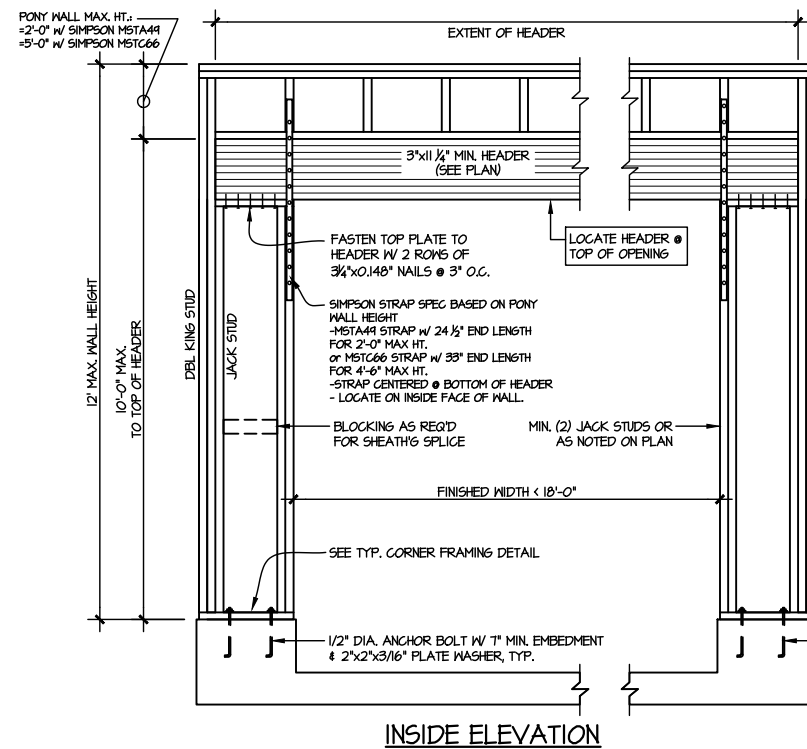 PONY WALL MAX. HT.:
=2'-0" W/ SIMPSON MSTA49
=5'-0" W/ SIMPSON MSTC66
EXTENT OF HEADER
3"x11 1/4" MIN. HEADER
(SEE PLAN)
FASTEN TOP PLATE TO
HEADER W/ 2 ROWS OF
3 1/4"x0.148" NAILS @ 3" O.C.
LOCATE HEADER @
TOP OF OPENING
SIMPSON STRAP SPEC BASED ON PONY
WALL HEIGHT
-MSTA49 STRAP w/ 24 1/2" END LENGTH
FOR 2'-0" MAX HT.
or MSTC66 STRAP w/ 33" END LENGTH
FOR 4'-6" MAX HT.
-STRAP CENTERED @ BOTTOM OF HEADER
- LOCATE ON INSIDE FACE OF WALL.
12' MAX. WALL HEIGHT
10'-0" MAX.
TO TOP OF HEADER
DBL KING STUD
JACK STUD
BLOCKING AS REQ'D
FOR SHEATH'G SPLICE
MIN. (2) JACK STUDS OR
AS NOTED ON PLAN
FINISHED WIDTH < 18'-0"
SEE TYP. CORNER FRAMING DETAIL
1/2" DIA. ANCHOR BOLT W/ 7" MIN. EMBEDMENT
& 2"x2"x3/16" PLATE WASHER, TYP.
INSIDE ELEVATION